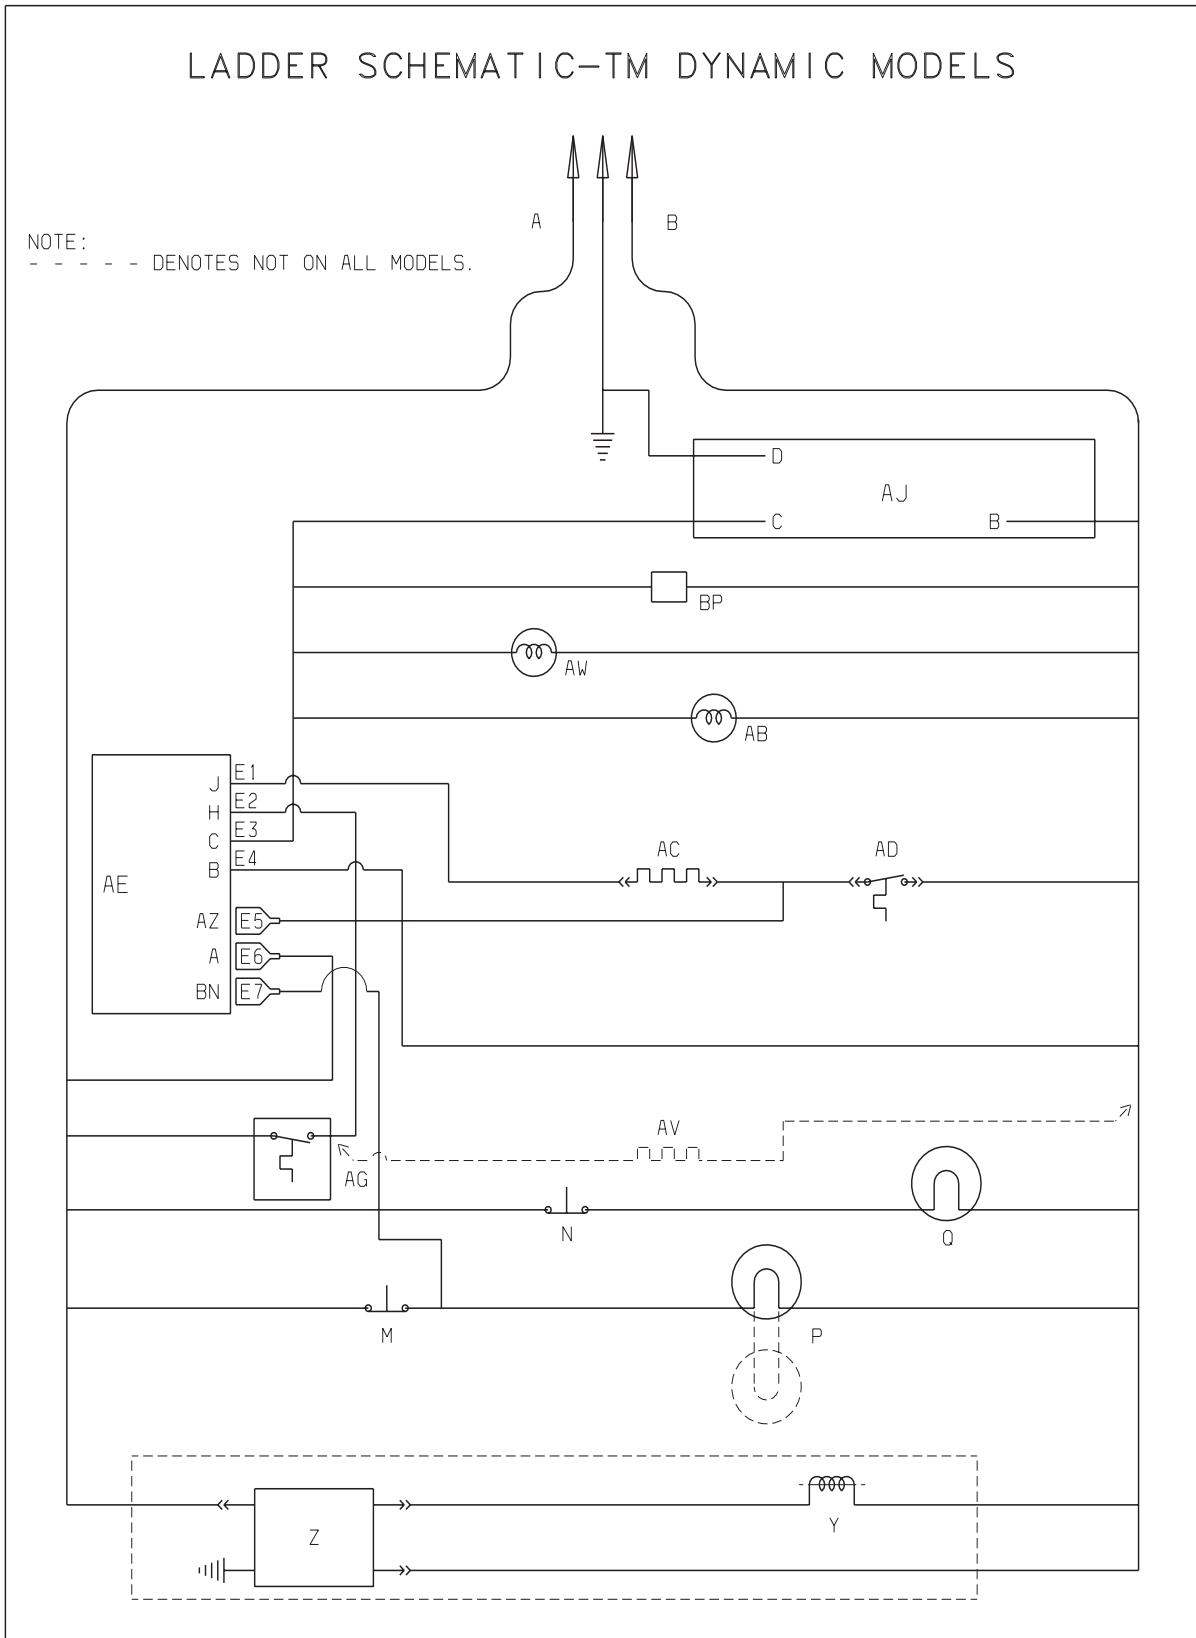 LADDER SCHEMATIC-TM DYNAMIC MODELS
A
B
NOTE:
- - - - - DENOTES NOT ON ALL MODELS.
D
AJ
C
B
BP
AW
AB
E1
J
E2
H
E3
C
E4
B
AC
AD
AE
AZ
E5
A
E6
BN
E7
AV
AG
N
Q
M
P
Z
Y